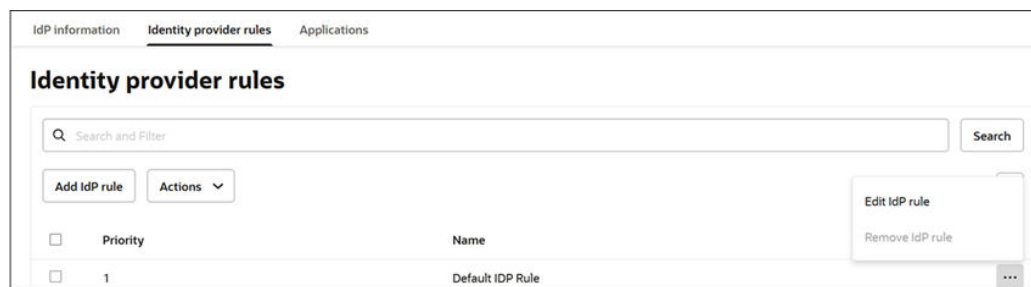 IdP information Identity provider rules Applications
Identity provider rules
Search and Filter Search
Add IdP rule Actions
Edit IdP rule
Remove IdP rule
Priority Name
1 Default IDP Rule ...